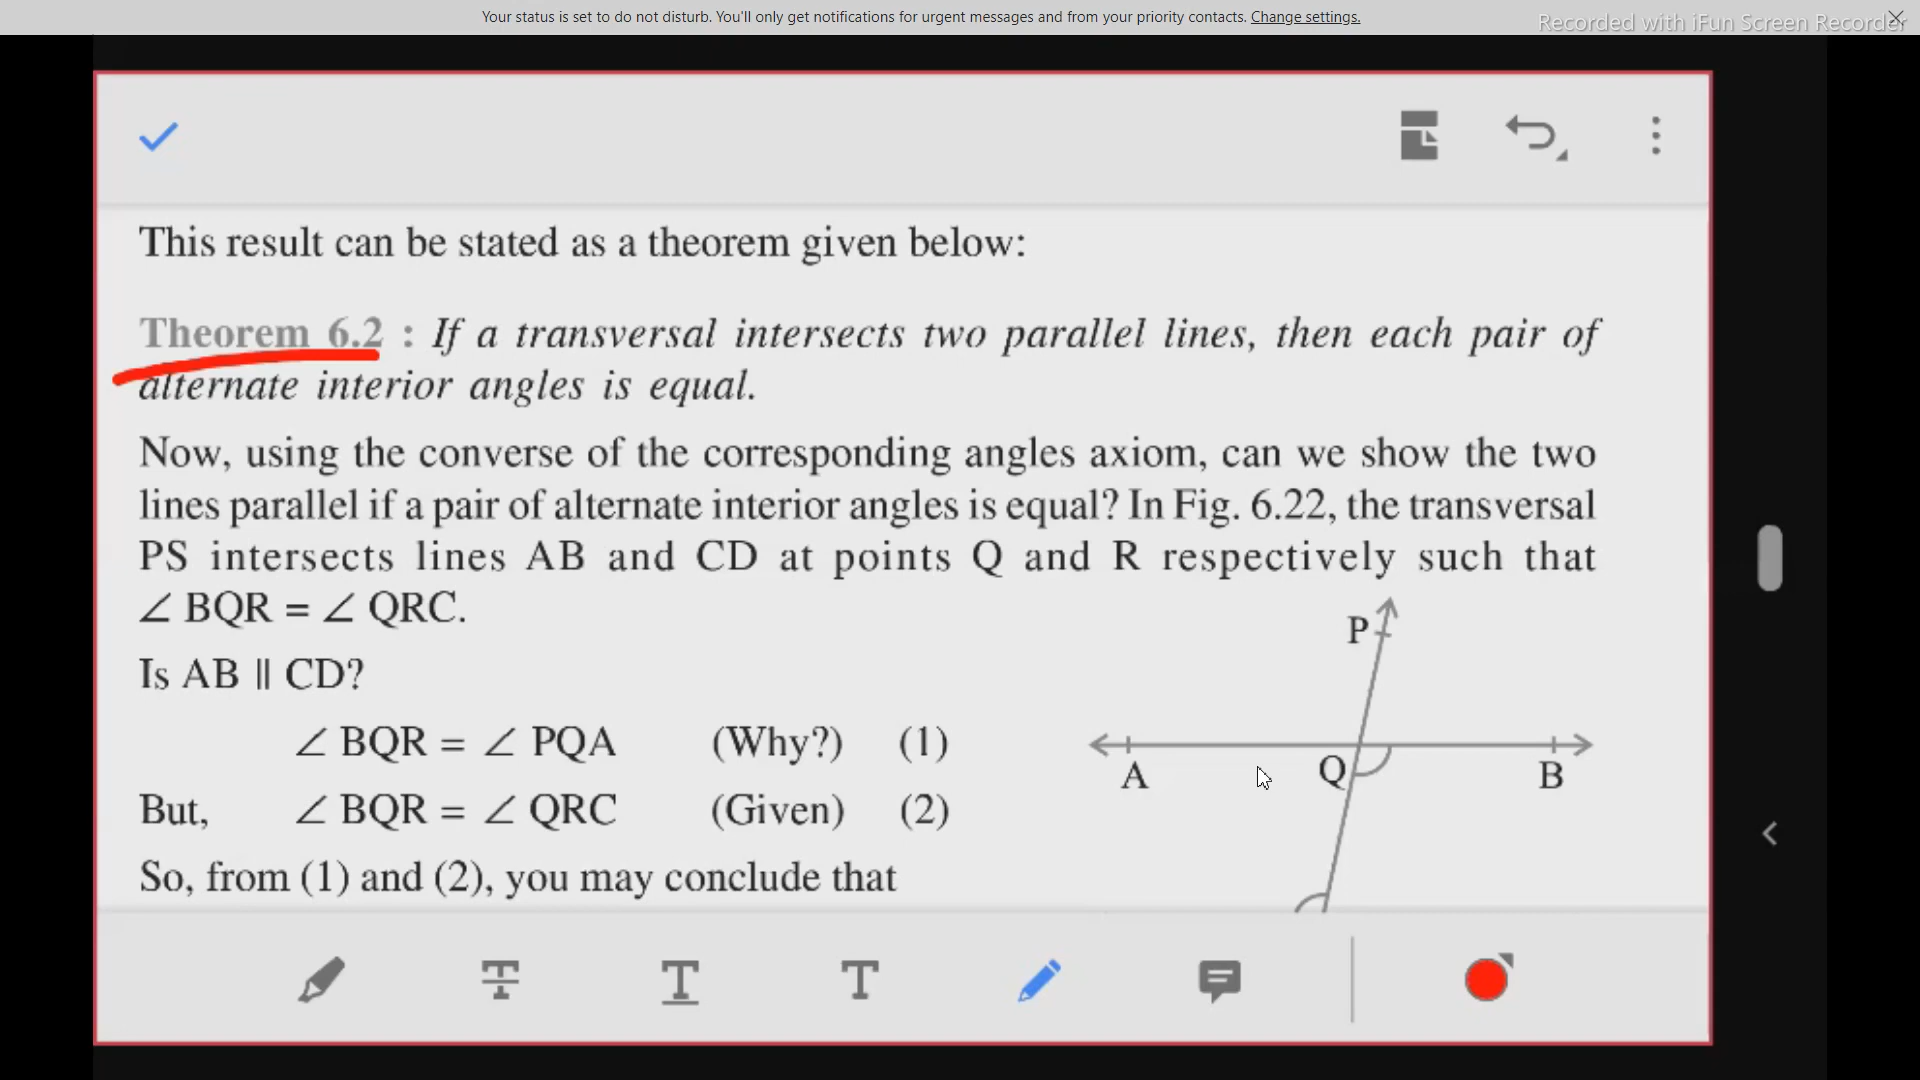 Your status is set to do not disturb. You'll only get notifications for urgent messages and from your priority contacts. Change settings.
Recorded with iFun Screen Recorder
This result can be stated as a theorem given below:
Theorem 6.2 : If a transversal intersects two parallel lines, then each pair of
alternate interior angles is equal.
Now, using the converse of the corresponding angles axiom, can we show the two
lines parallel if a pair of alternate interior angles is equal? In Fig. 6.22, the transversal
PS intersects lines AB and CD at points Q and R respectively such that
∠ BQR = ∠ QRC.
Is AB || CD?
∠ BQR = ∠ PQA (Why?) (1)
But, ∠ BQR = ∠ QRC (Given) (2)
So, from (1) and (2), you may conclude that
P
A Q B